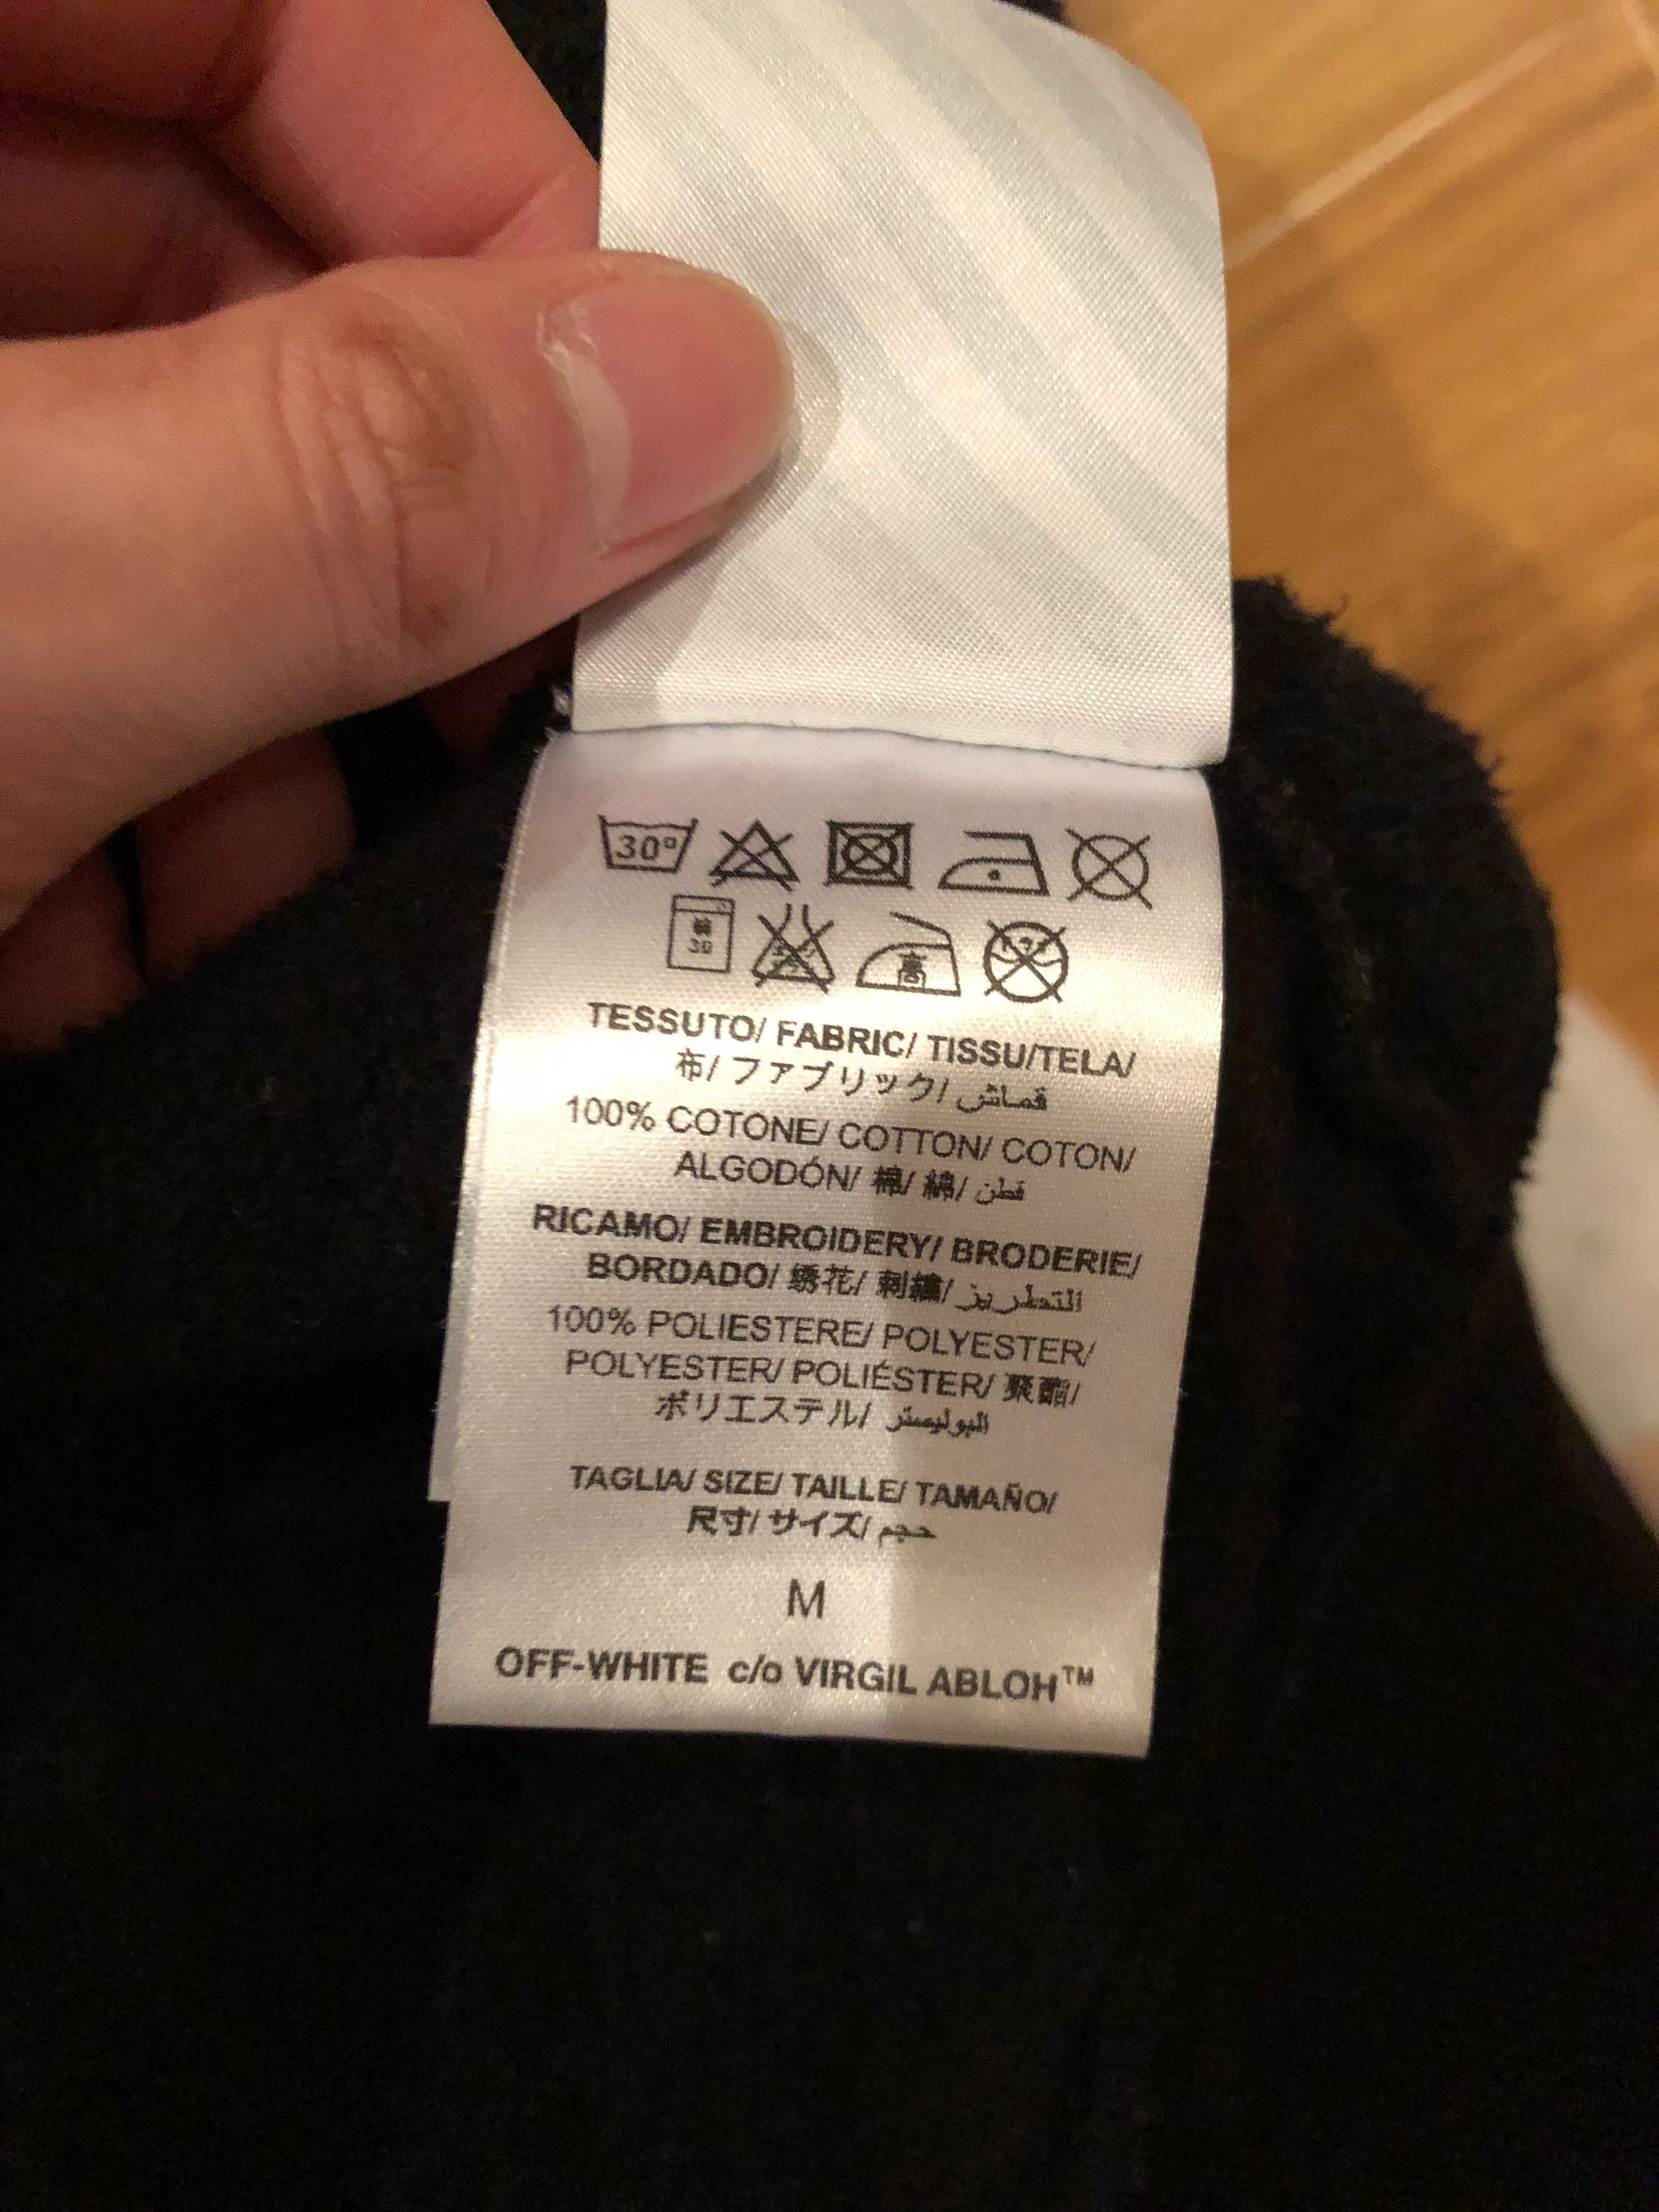 30°
30
高
TESSUTO/ FABRIC/ TISSU/TELA/
布/ ファブリック/ قماش
100% COTONE/ COTTON/ COTON/
ALGODÓN/ 棉/ 綿/ قطن
RICAMO/ EMBROIDERY/ BRODERIE/
BORDADO/ 绣花/ 刺繍/ التطريز
100% POLIESTERE/ POLYESTER/
POLYESTER/ POLIÉSTER/ 聚酯/
ポリエステル/ البوليستر
TAGLIA/ SIZE/ TAILLE/ TAMAÑO/
尺寸/ サイズ/ حجم
M
OFF-WHITE c/o VIRGIL ABLOH™